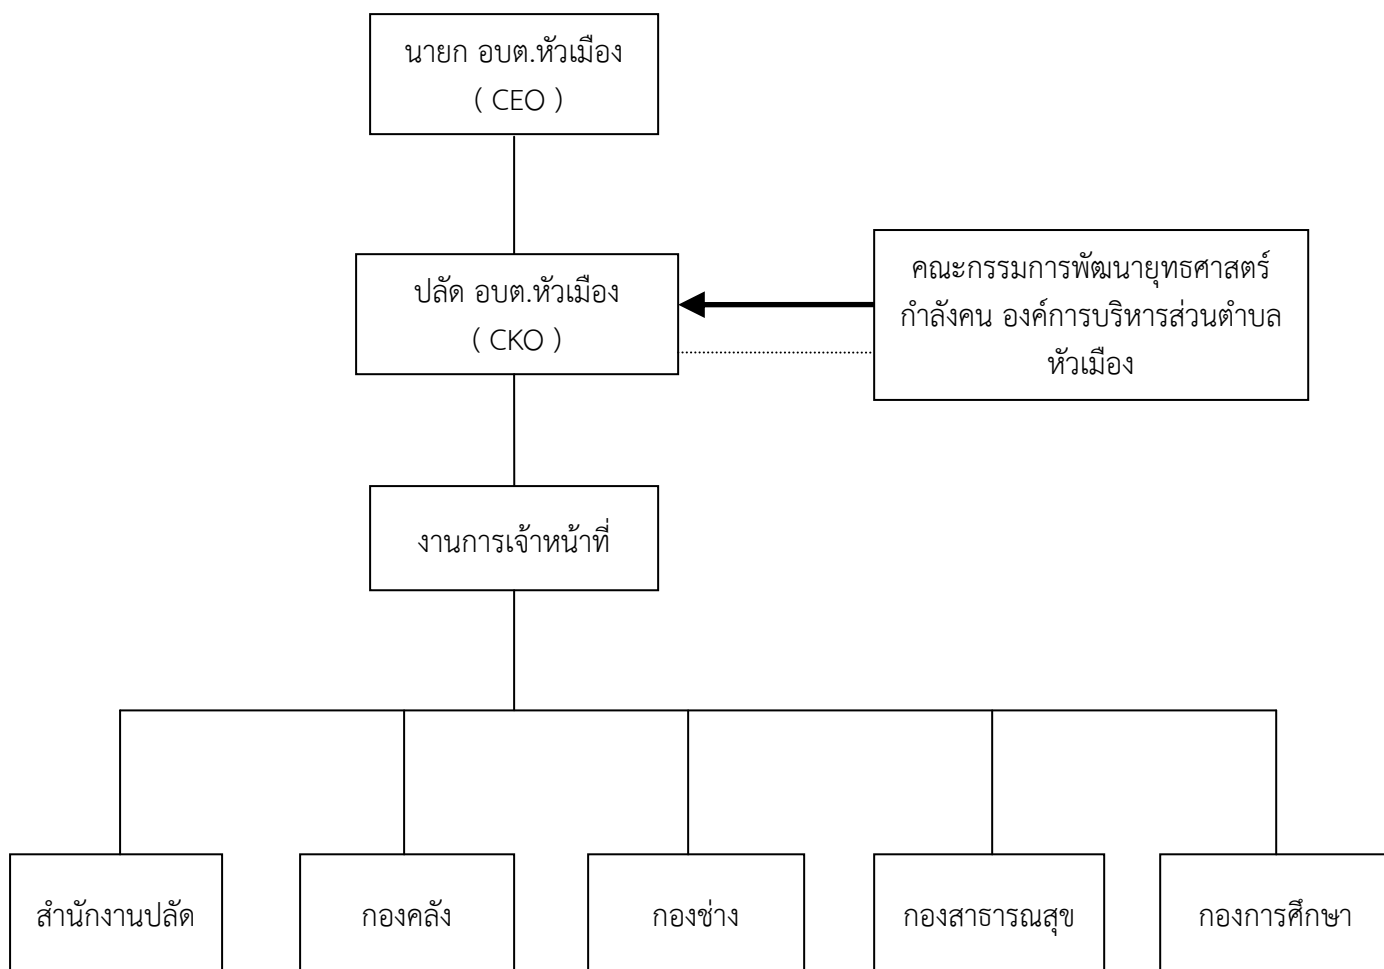 นายก อบต.หัวเมือง
( CEO )
ปลัด อบต.หัวเมือง
( CKO )
คณะกรรมการพัฒนายุทธศาสตร์
กำลังคน องค์การบริหารส่วนตำบล
หัวเมือง
งานการเจ้าหน้าที่
สำนักงานปลัด
กองคลัง
กองช่าง
กองสาธารณสุข
กองการศึกษา